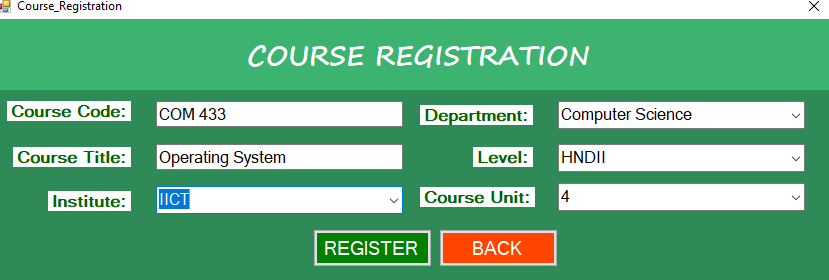 Course_Registration
COURSE REGISTRATION
Course Code: COM 433 Department: Computer Science
Course Title: Operating System Level: HNDII
Institute: IICT Course Unit: 4
REGISTER BACK